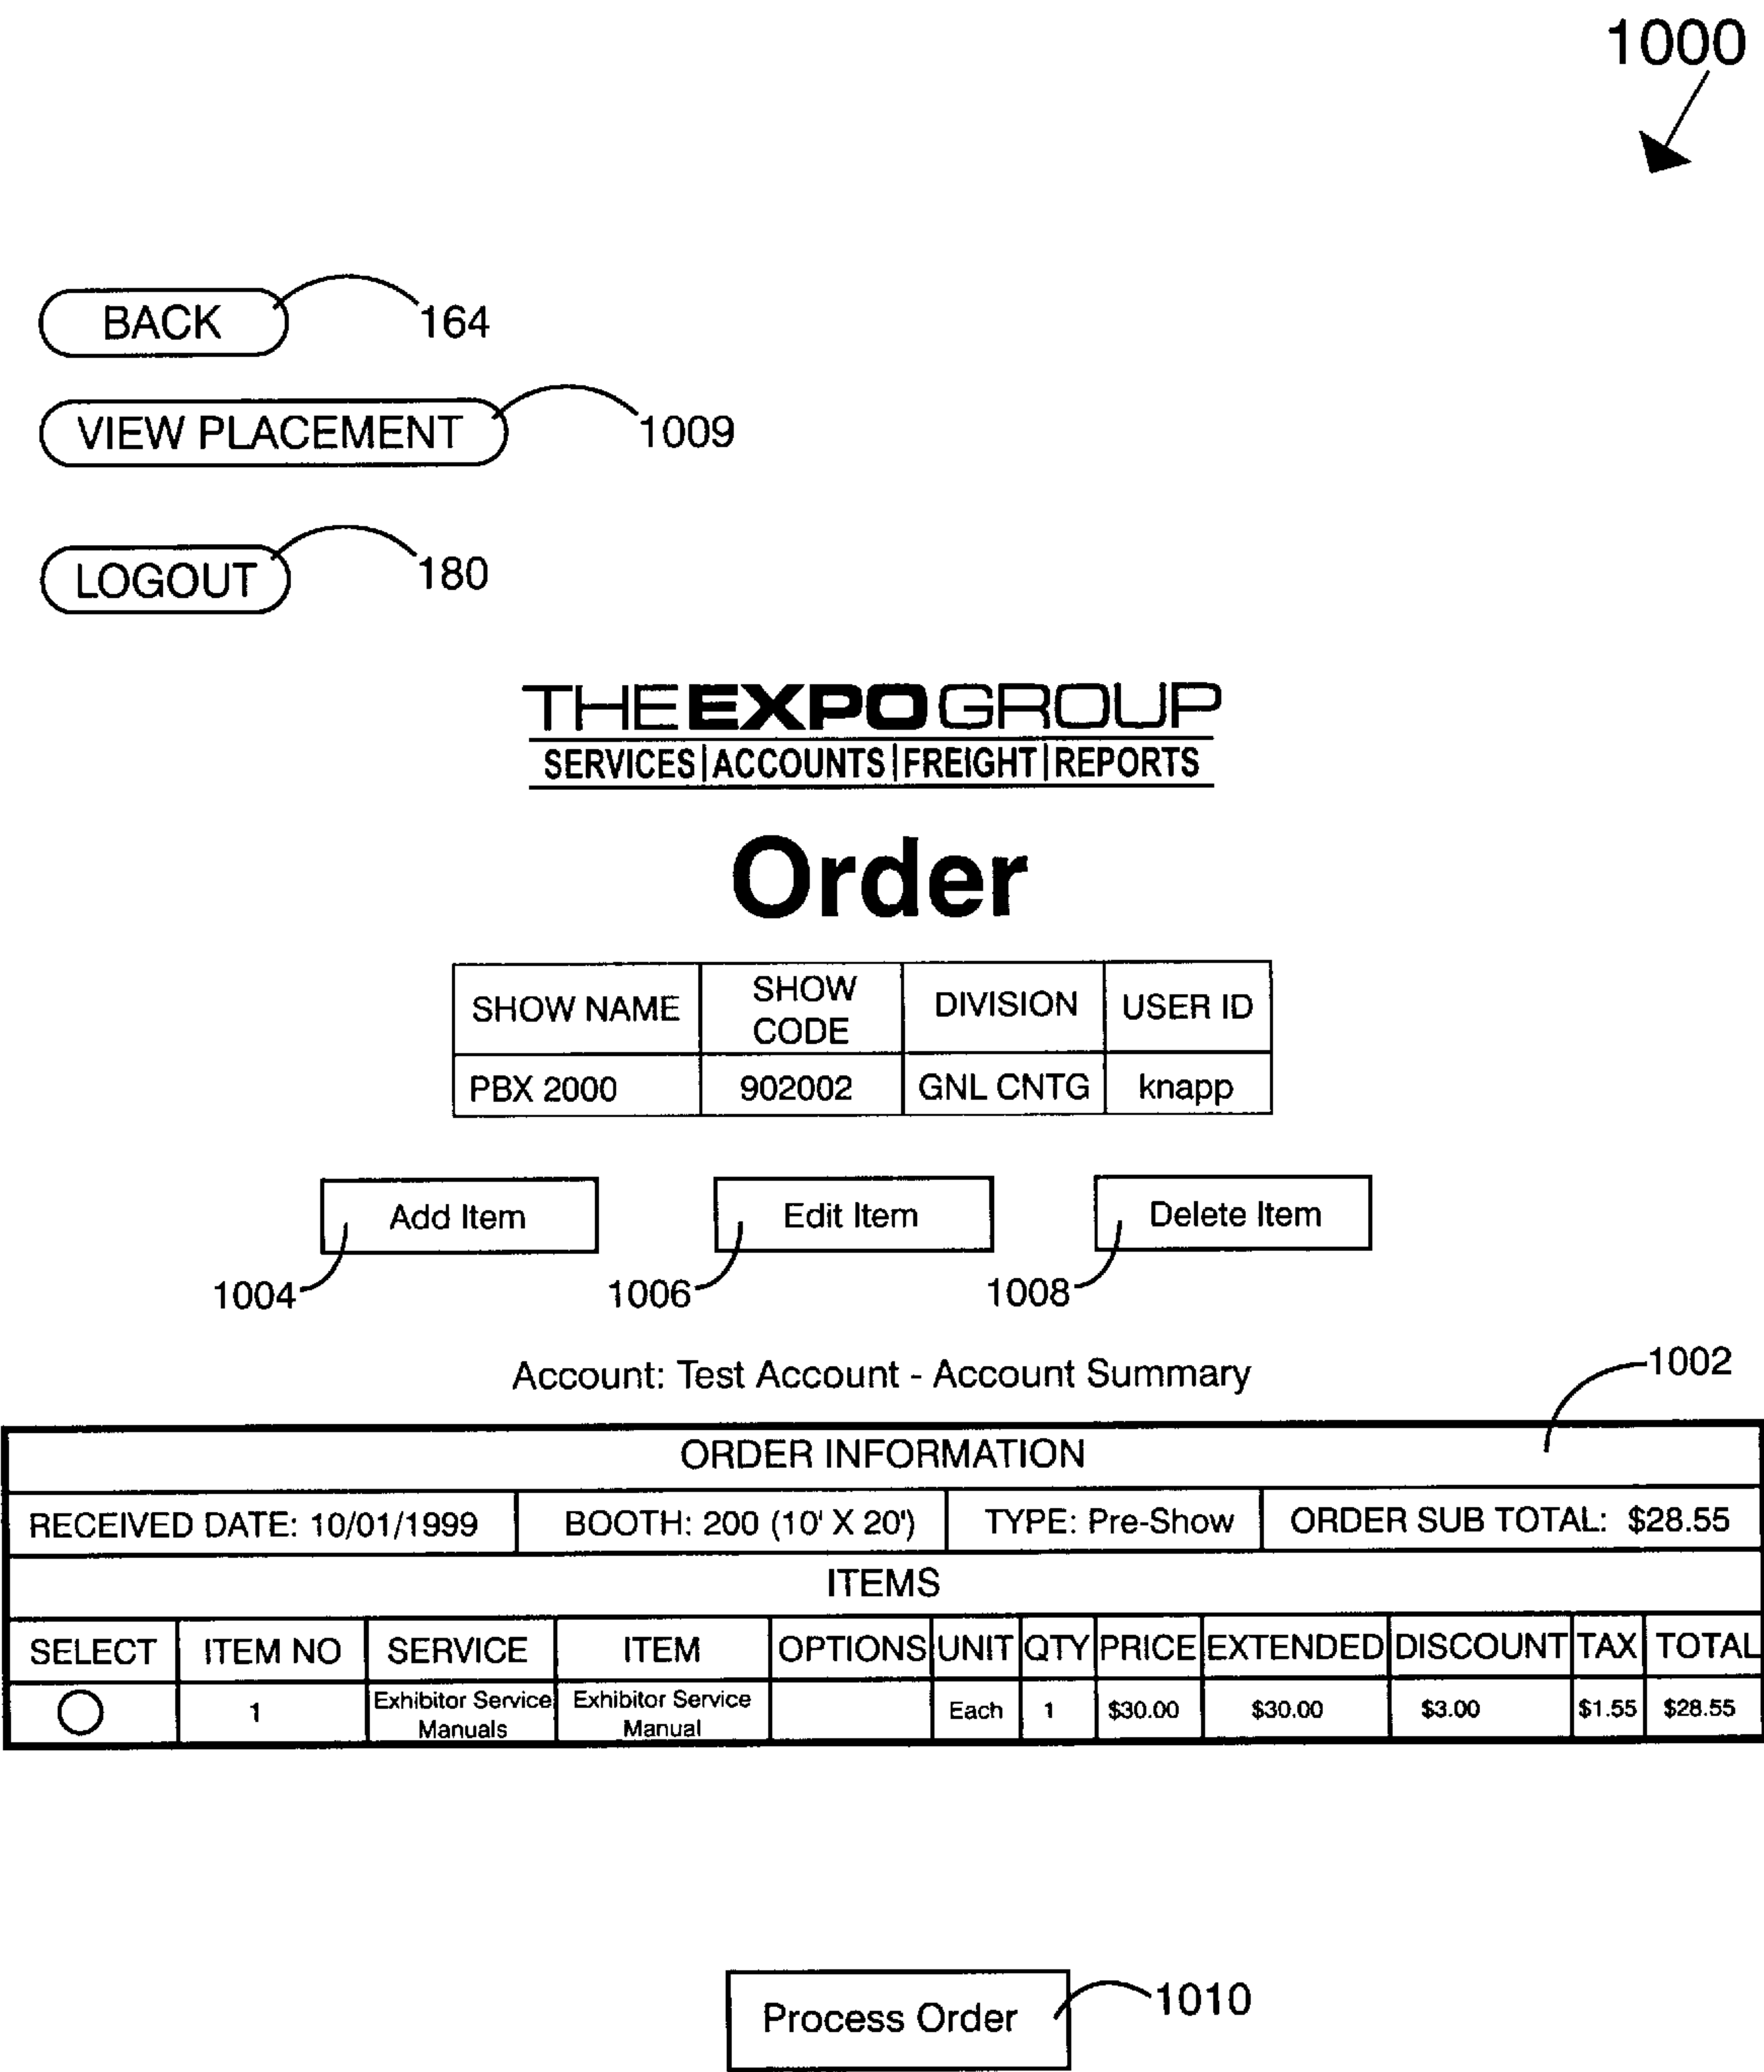 1000
BACK 164
VIEW PLACEMENT 1009
LOGOUT 180
THE EXPO GROUP
SERVICES|ACCOUNTS|FREIGHT|REPORTS
Order
SHOW NAME SHOW CODE DIVISION USER ID
PBX 2000 902002 GNL CNTG knapp
Add Item Edit Item Delete Item
1004 1006 1008
Account: Test Account - Account Summary 1002
ORDER INFORMATION
RECEIVED DATE: 10/01/1999 BOOTH: 200 (10' X 20') TYPE: Pre-Show ORDER SUB TOTAL: $28.55
ITEMS
SELECT ITEM NO SERVICE ITEM OPTIONS UNIT QTY PRICE EXTENDED DISCOUNT TAX TOTAL
1 Exhibitor Service Manuals Exhibitor Service Manual Each 1 $30.00 $30.00 $3.00 $1.55 $28.55
Process Order 1010